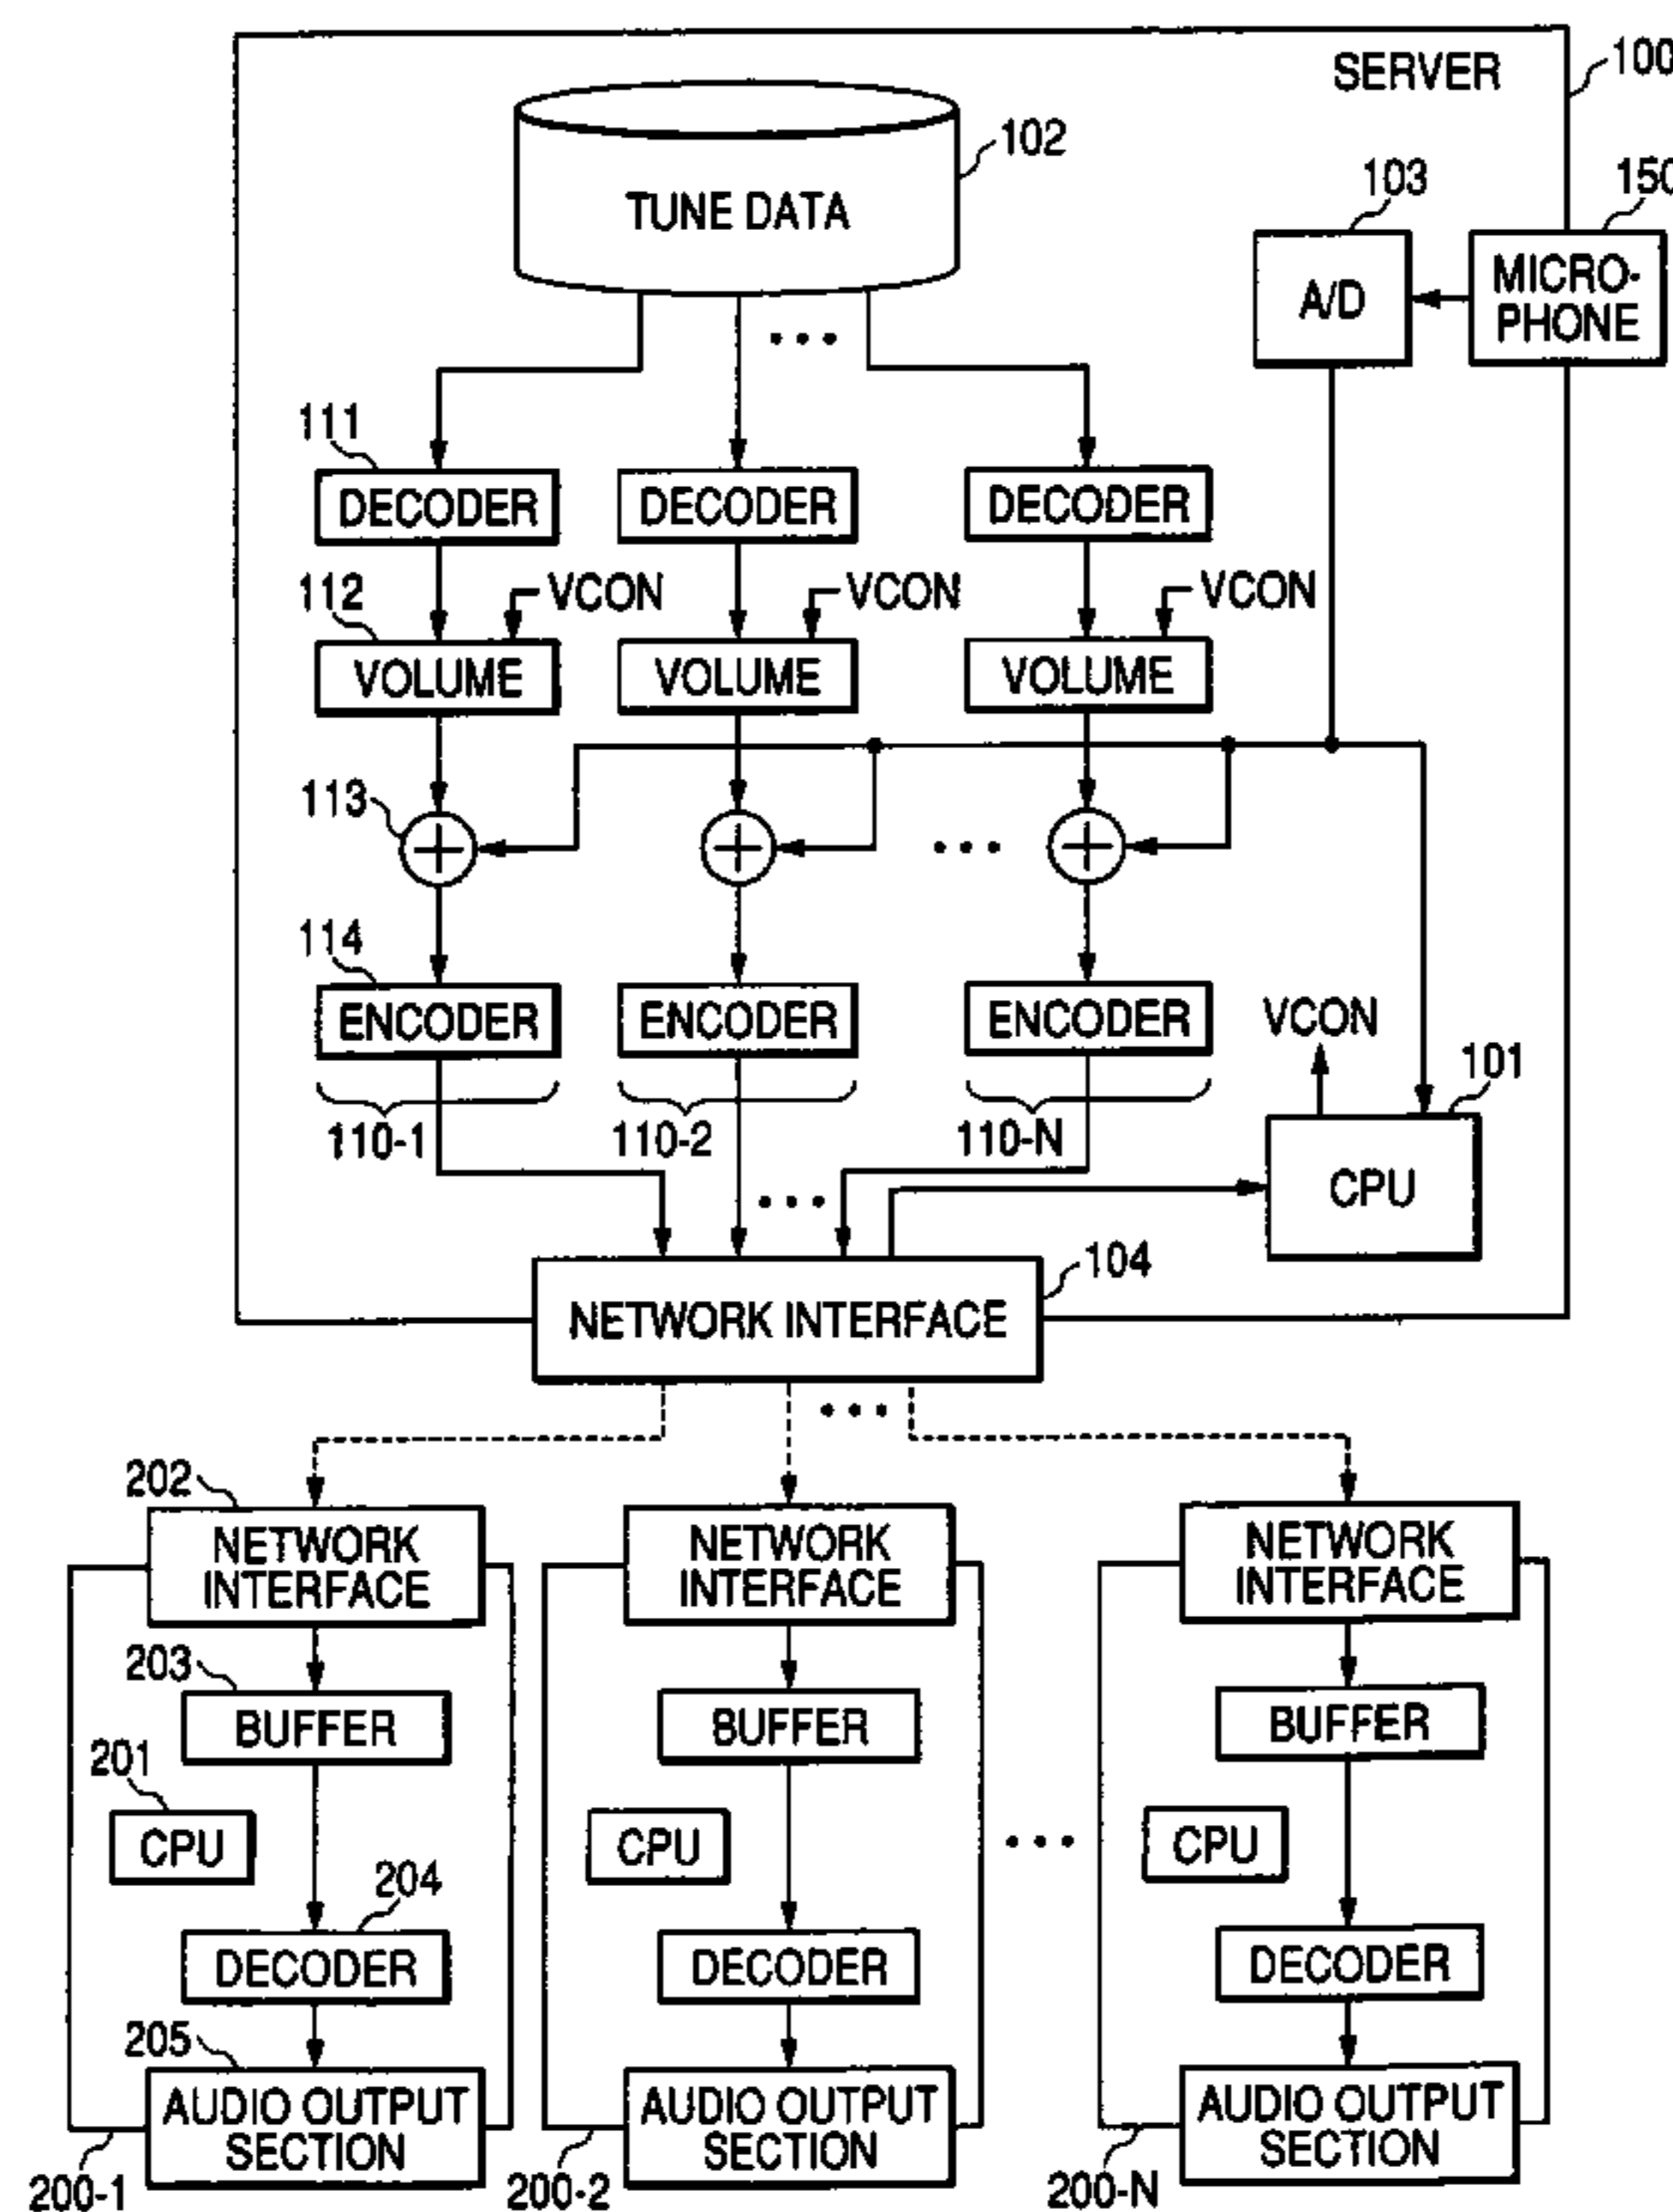 SERVER
100
102
TUNE DATA
103
150
A/D
MICRO-
PHONE
111
DECODER
DECODER
DECODER
112
VCON
VCON
VCON
VOLUME
VOLUME
VOLUME
113
114
ENCODER
ENCODER
ENCODER
VCON
101
110-1
110-2
110-N
CPU
104
NETWORK INTERFACE
202
NETWORK
INTERFACE
NETWORK
INTERFACE
NETWORK
INTERFACE
203
BUFFER
BUFFER
BUFFER
201
CPU
CPU
CPU
204
DECODER
DECODER
DECODER
205
AUDIO OUTPUT
SECTION
AUDIO OUTPUT
SECTION
AUDIO OUTPUT
SECTION
200-1
200-2
200-N